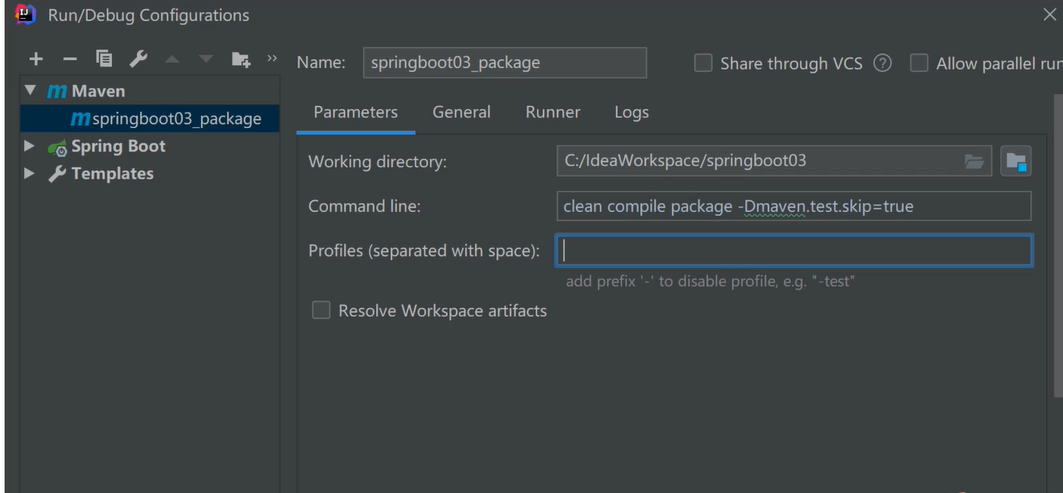 Run/Debug Configurations
Name: springboot03_package Share through VCS Allow parallel run
Maven
springboot03_package
Spring Boot
Templates
Parameters General Runner Logs
Working directory: C:/IdeaWorkspace/springboot03
Command line: clean compile package -Dmaven.test.skip=true
Profiles (separated with space):
add prefix '-' to disable profile, e.g. "-test"
Resolve Workspace artifacts